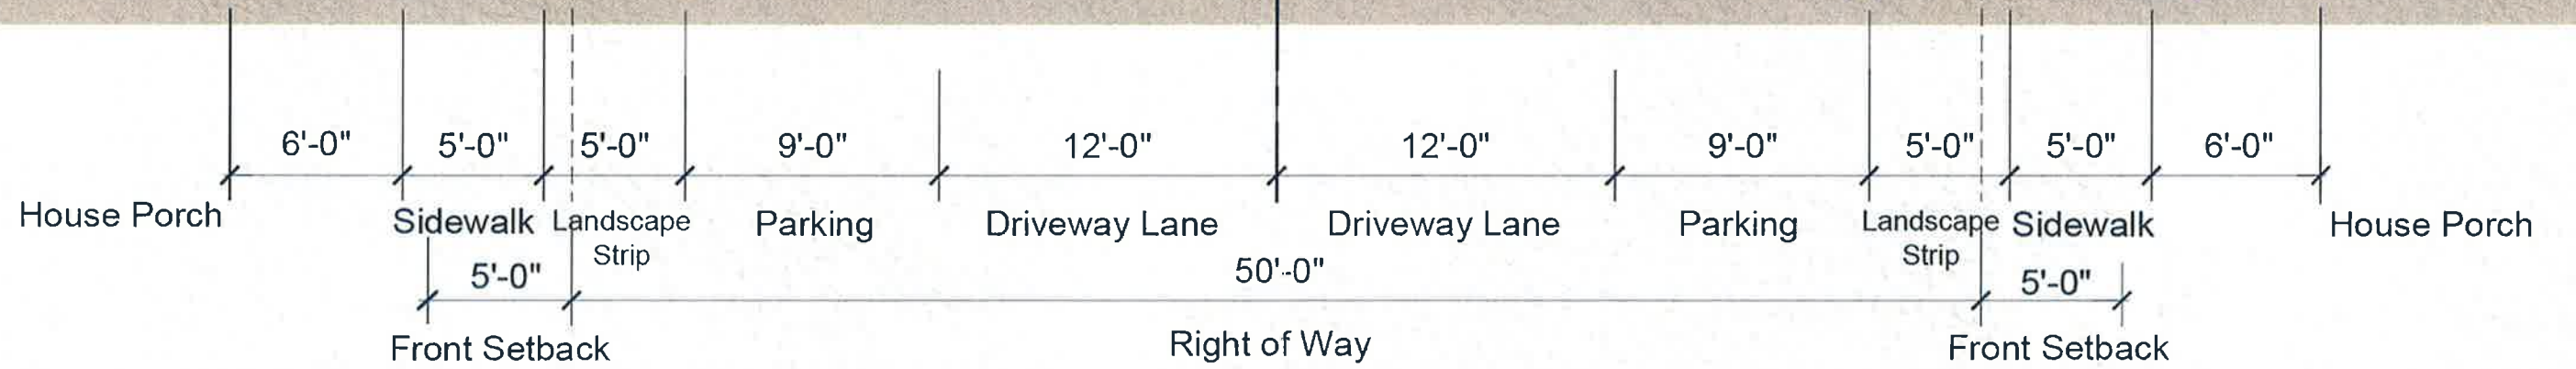 6'-0" 5'-0" 5'-0" 9'-0" 12'-0" 12'-0" 9'-0" 5'-0" 5'-0" 6'-0"
House Porch Sidewalk Landscape Strip Parking Driveway Lane Driveway Lane Parking Landscape Strip Sidewalk House Porch
5'-0" 50'-0" 5'-0"
Front Setback Right of Way Front Setback